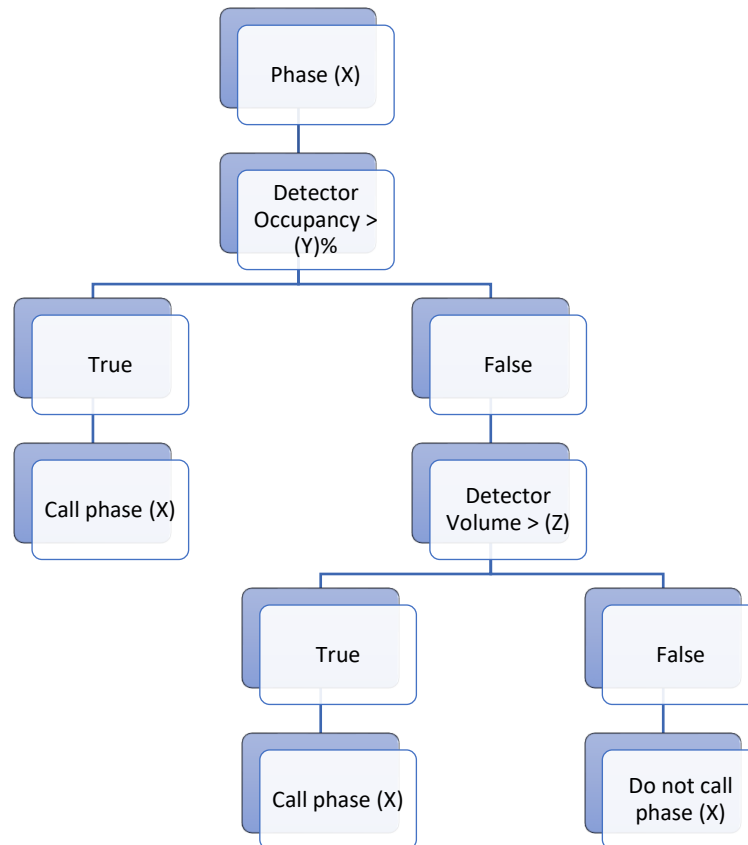 Phase (X)
Detector
Occupancy >
(Y)%
True
False
Call phase (X)
Detector
Volume > (Z)
True
False
Call phase (X)
Do not call
phase (X)